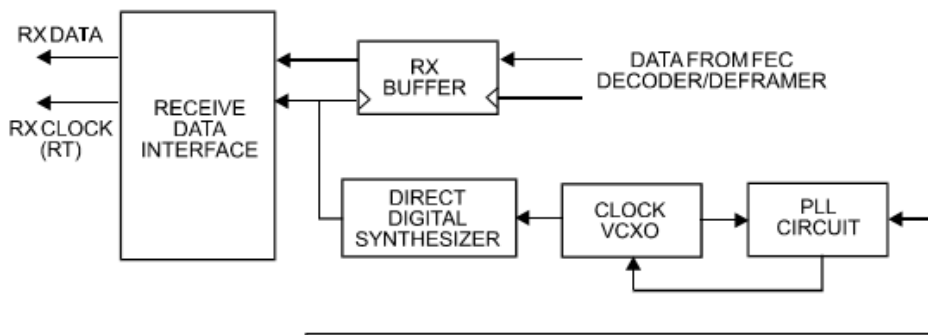 RX DATA
RX CLOCK
(RT)
RECEIVE
DATA
INTERFACE
RX
BUFFER
DATA FROM FEC
DECODER/DEFRAMER
DIRECT
DIGITAL
SYNTHESIZER
CLOCK
VCXO
PLL
CIRCUIT